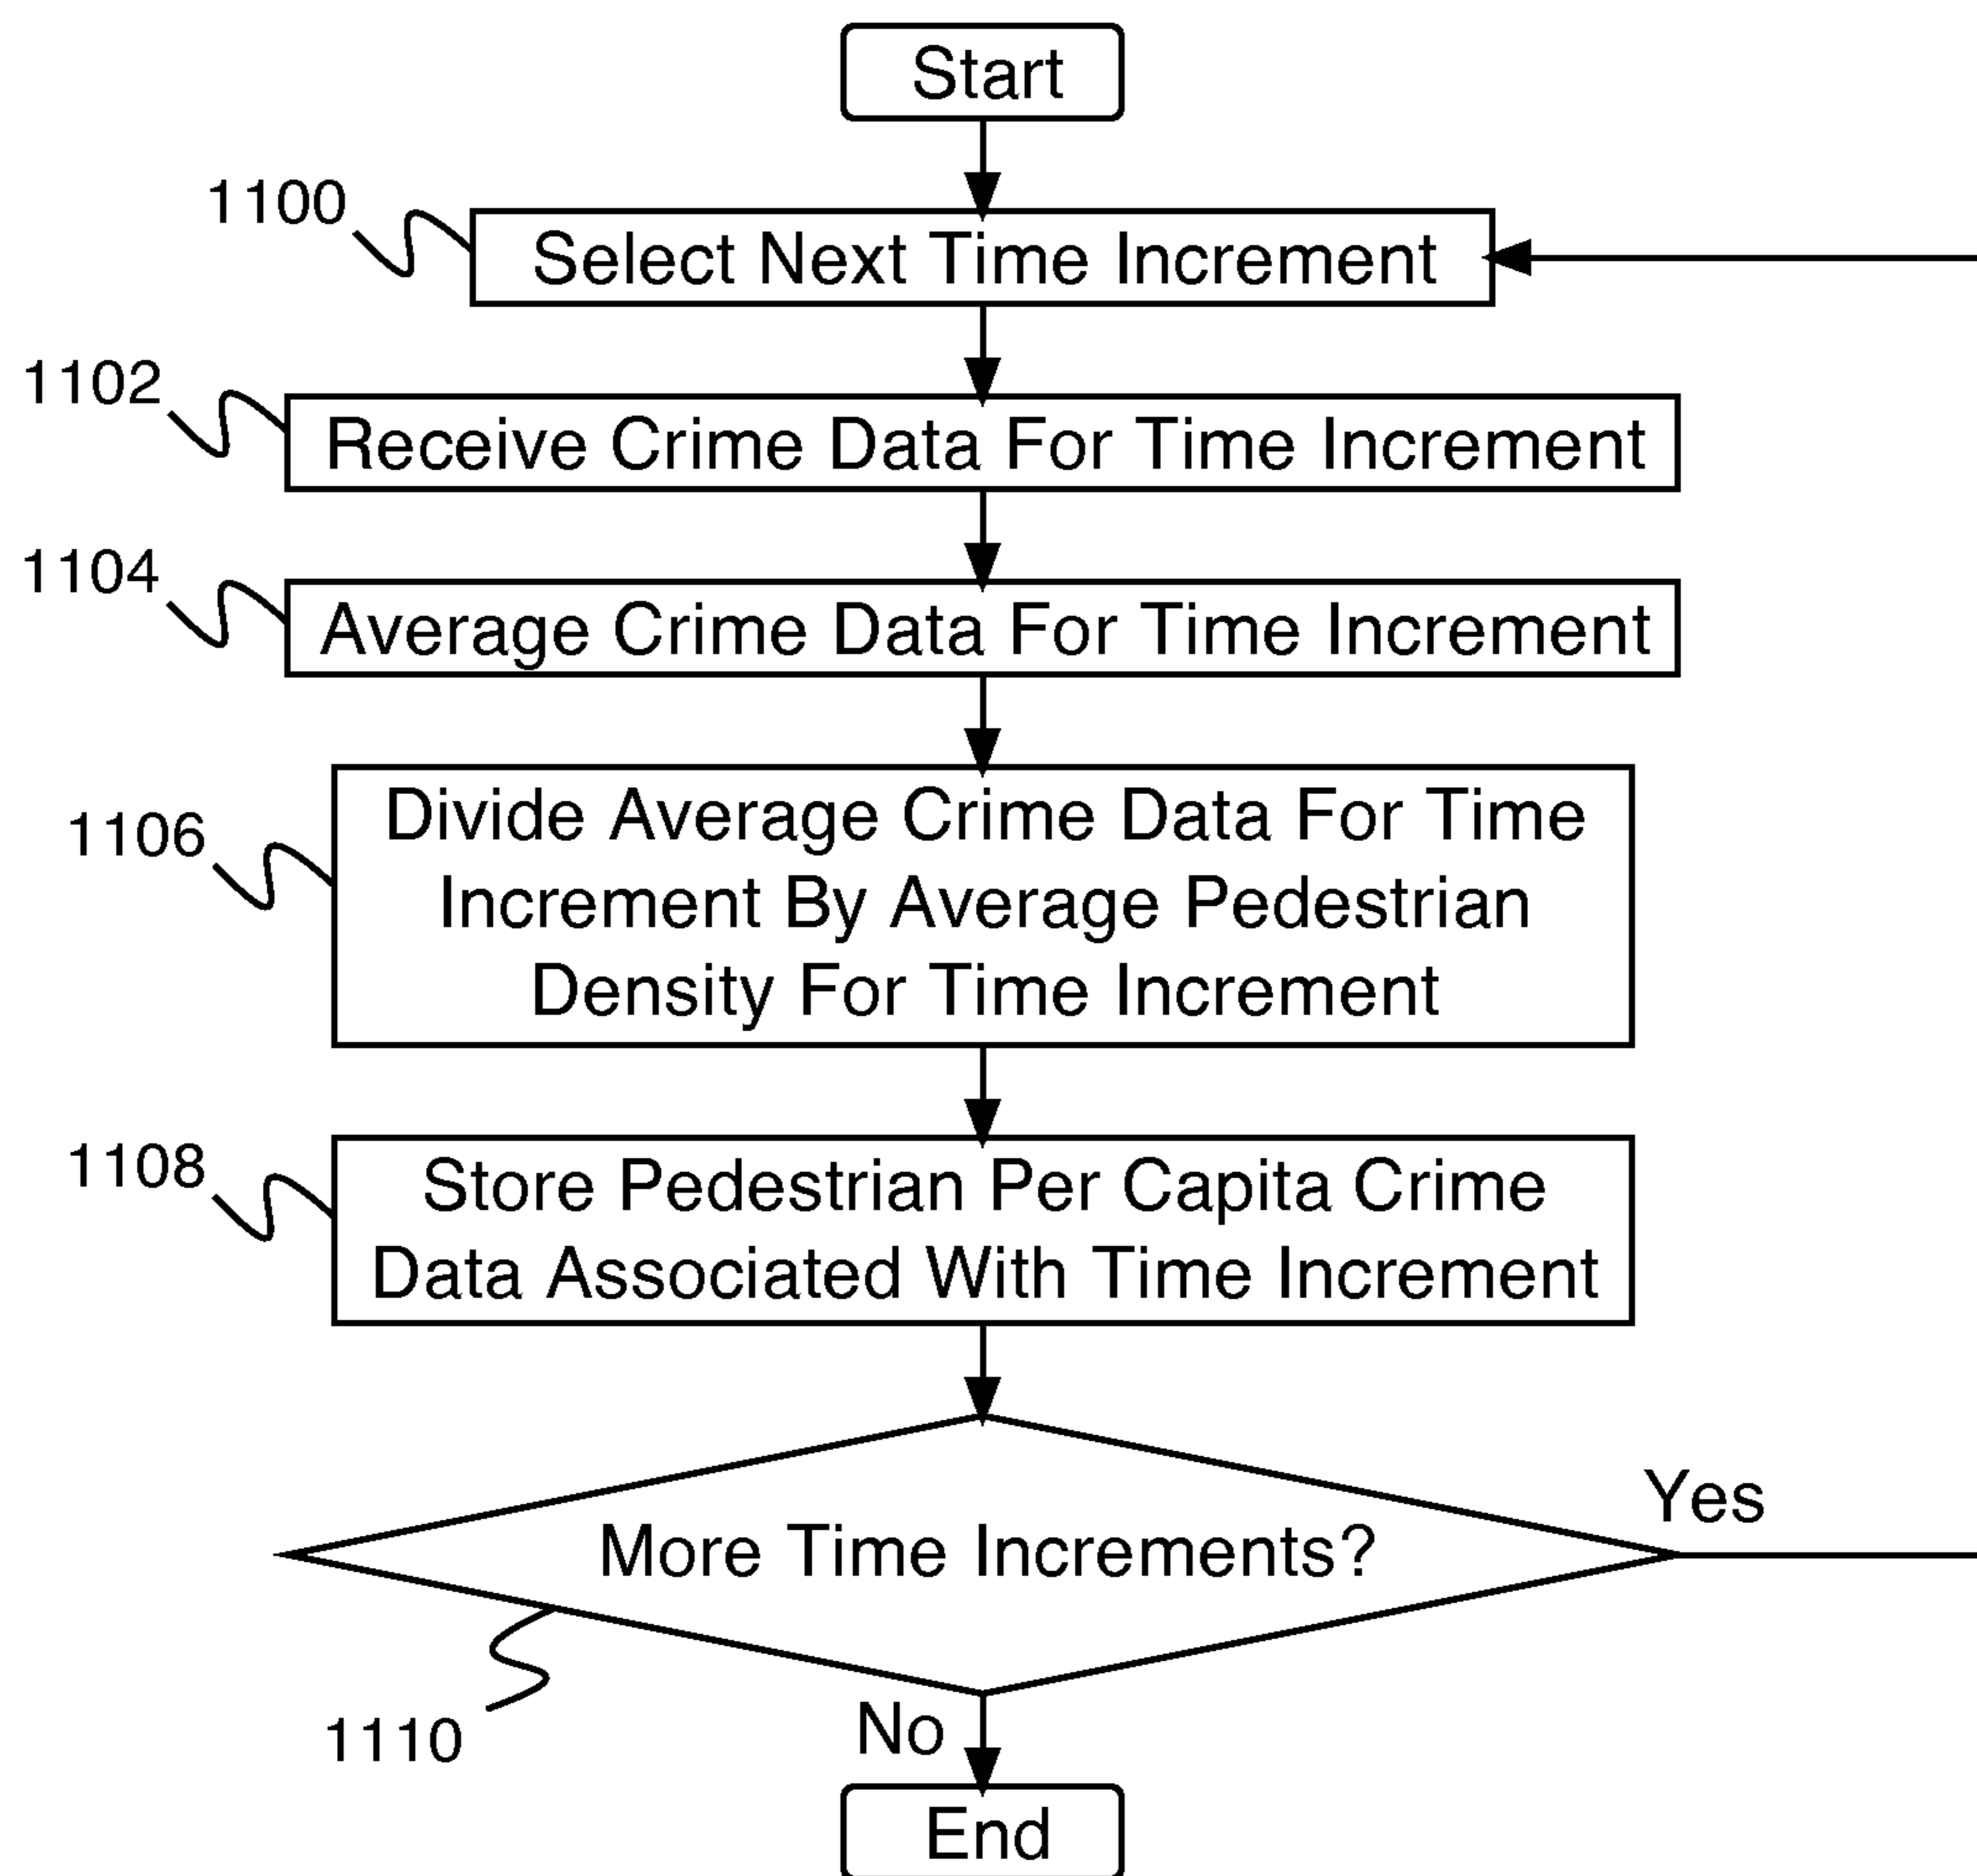 Start
1100
Select Next Time Increment
1102
Receive Crime Data For Time Increment
1104
Average Crime Data For Time Increment
1106
Divide Average Crime Data For Time
Increment By Average Pedestrian
Density For Time Increment
1108
Store Pedestrian Per Capita Crime
Data Associated With Time Increment
Yes
More Time Increments?
1110
No
End